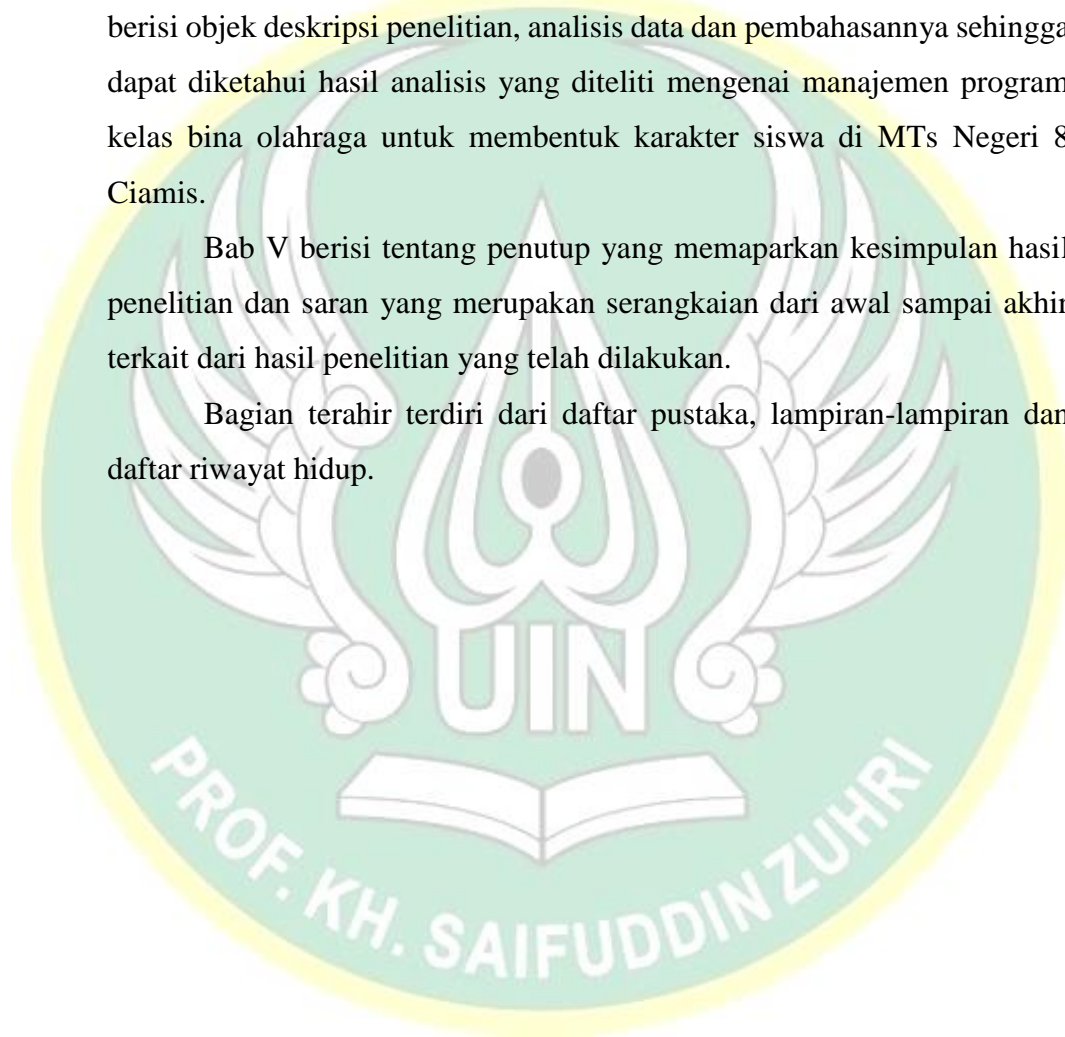 berisi objek deskripsi penelitian, analisis data dan pembahasannya sehingga
dapat diketahui hasil analisis yang diteliti mengenai manajemen program
kelas bina olahraga untuk membentuk karakter siswa di MTs Negeri 8
Ciamis.
Bab V berisi tentang penutup yang memaparkan kesimpulan hasil
penelitian dan saran yang merupakan serangkaian dari awal sampai akhir
terkait dari hasil penelitian yang telah dilakukan.
Bagian terahir terdiri dari daftar pustaka, lampiran-lampiran dan
daftar riwayat hidup.
UIN
PROF. KH. SAIFUDDIN ZUHRI